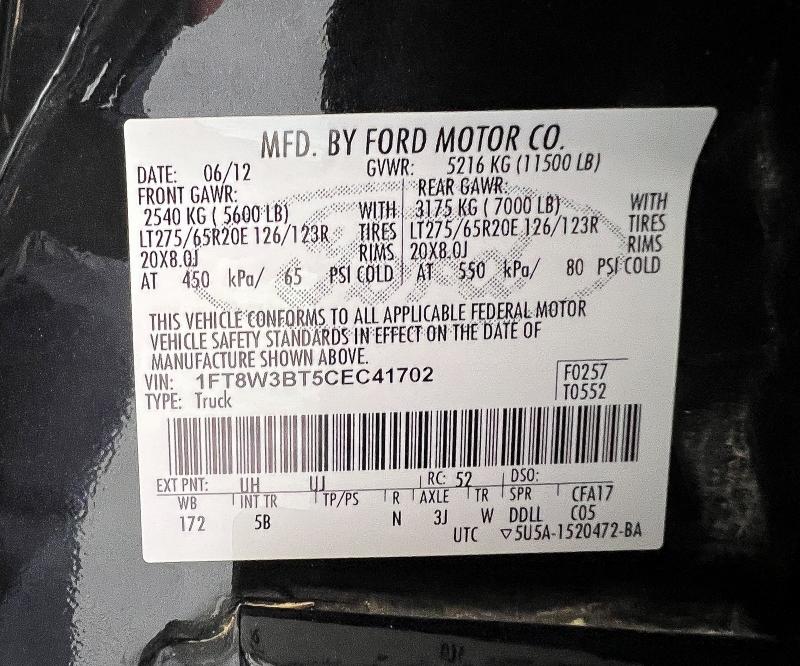 MFD. BY FORD MOTOR CO.
DATE: 06/12 GVWR: 5216 KG (11500 LB)
FRONT GAWR: REAR GAWR:
2540 KG ( 5600 LB) WITH 3175 KG ( 7000 LB) WITH
LT275/65R20E 126/123R TIRES LT275/65R20E 126/123R TIRES
20X8.0J RIMS 20X8.0J RIMS
AT 450 kPa/ 65 PSI COLD AT 550 kPa/ 80 PSI COLD
THIS VEHICLE CONFORMS TO ALL APPLICABLE FEDERAL MOTOR
VEHICLE SAFETY STANDARDS IN EFFECT ON THE DATE OF
MANUFACTURE SHOWN ABOVE.
VIN: 1FT8W3BT5CEC41702 F0257
TYPE: Truck T0552
EXT PNT: UH UJ RC: 52 DSO:
WB INT TR TP/PS R AXLE TR SPR CFA17
172 5B N 3J W DDLL C05
UTC ▽5U5A-1520472-BA